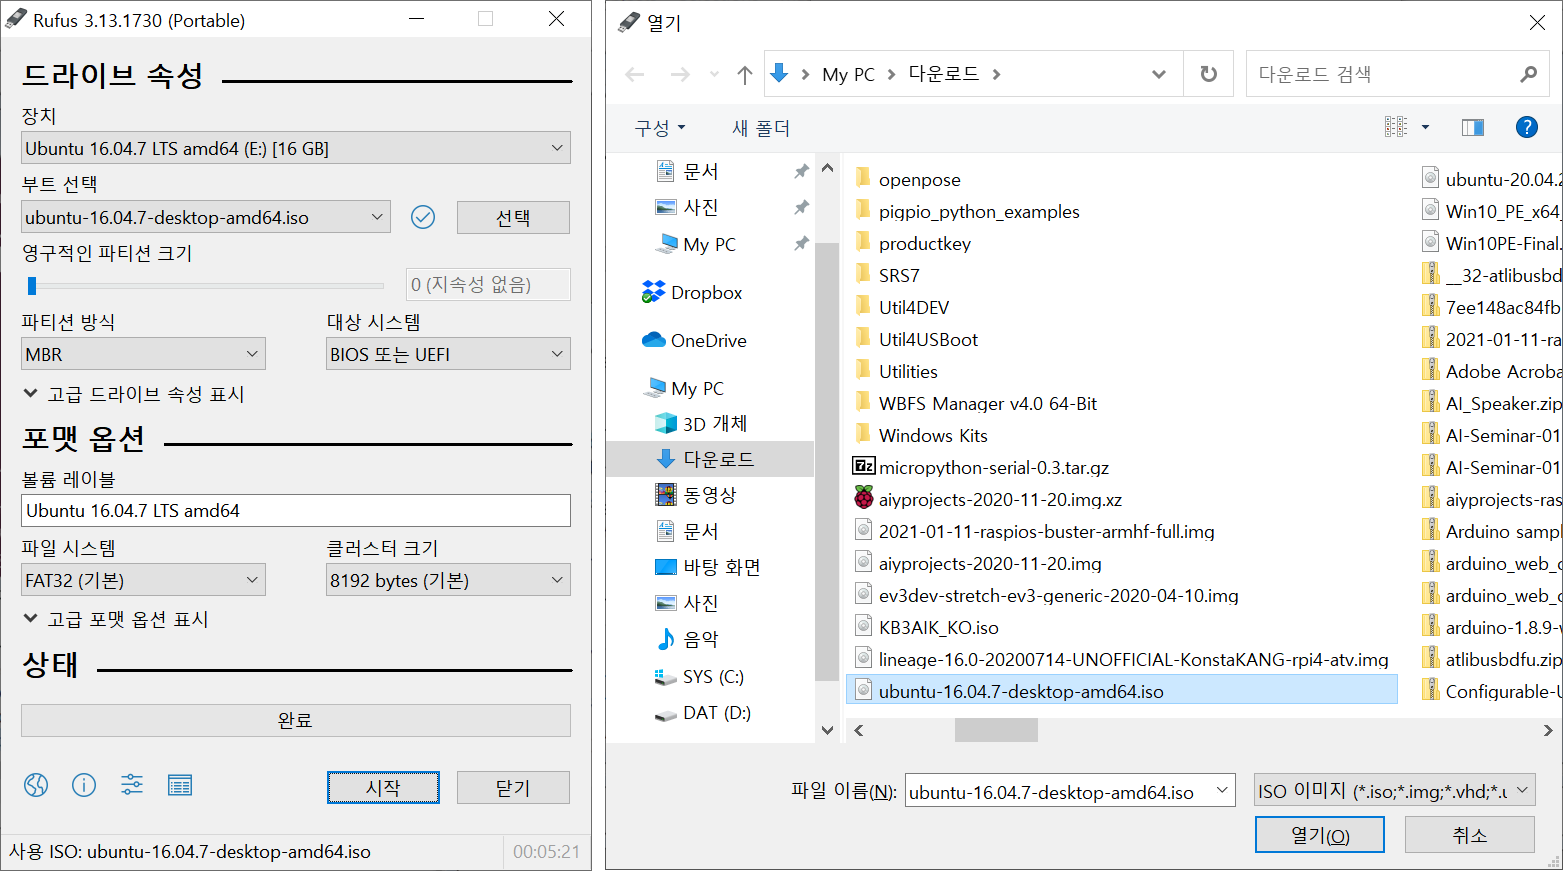 Rufus 3.13.1730 (Portable)
드라이브 속성
장치
Ubuntu 16.04.7 LTS amd64 (E:) [16 GB]
부트 선택
ubuntu-16.04.7-desktop-amd64.iso
선택
영구적인 파티션 크기
0 (지속성 없음)
파티션 방식
대상 시스템
MBR
BIOS 또는 UEFI
고급 드라이브 속성 표시
포맷 옵션
볼륨 레이블
Ubuntu 16.04.7 LTS amd64
파일 시스템
클러스터 크기
FAT32 (기본)
8192 bytes (기본)
고급 포맷 옵션 표시
상태
완료
시작
닫기
사용 ISO: ubuntu-16.04.7-desktop-amd64.iso
00:05:21
열기
My PC
다운로드
다운로드 검색
구성
새 폴더
문서
사진
My PC
Dropbox
OneDrive
My PC
3D 개체
다운로드
동영상
문서
바탕 화면
사진
음악
SYS (C:)
DAT (D:)
openpose
pigpio_python_examples
productkey
SRS7
Util4DEV
Util4USBoot
Utilities
WBFS Manager v4.0 64-Bit
Windows Kits
micropython-serial-0.3.tar.gz
aiyprojects-2020-11-20.img.xz
2021-01-11-raspios-buster-armhf-full.img
aiyprojects-2020-11-20.img
ev3dev-stretch-ev3-generic-2020-04-10.img
KB3AIK_KO.iso
lineage-16.0-20200714-UNOFFICIAL-KonstaKANG-rpi4-atv.img
ubuntu-16.04.7-desktop-amd64.iso
ubuntu-20.04.2
Win10_PE_x64_
Win10PE-Final.
__32-atlibusbd
7ee148ac84fb
2021-01-11-ra
Adobe Acroba
AI_Speaker.zip
AI-Seminar-01
AI-Seminar-01
aiyprojects-ras
Arduino sampl
arduino_web_c
arduino_web_c
arduino-1.8.9-v
atlibusbdfu.zip
Configurable-U
파일 이름(N):
ubuntu-16.04.7-desktop-amd64.iso
ISO 이미지 (*.iso;*.img;*.vhd;*.u
열기(O)
취소